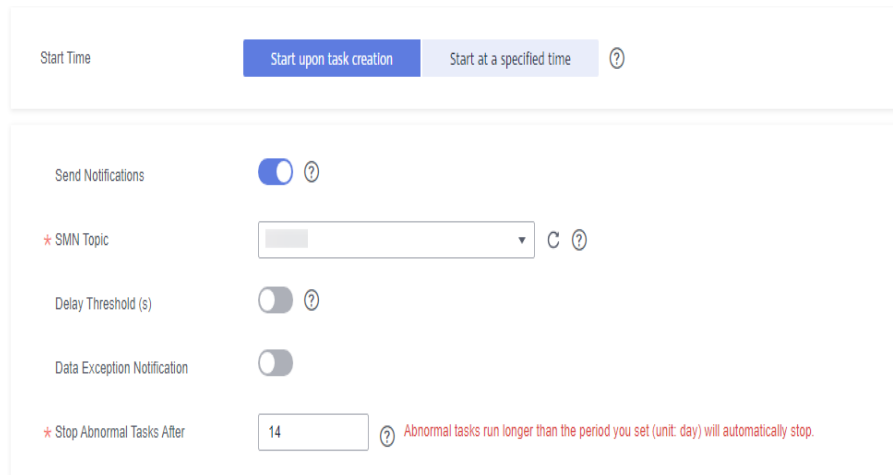 Start Time Start upon task creation Start at a specified time ?
Send Notifications ?
* SMN Topic ?
Delay Threshold (s) ?
Data Exception Notification
* Stop Abnormal Tasks After 14 ? Abnormal tasks run longer than the period you set (unit: day) will automatically stop.